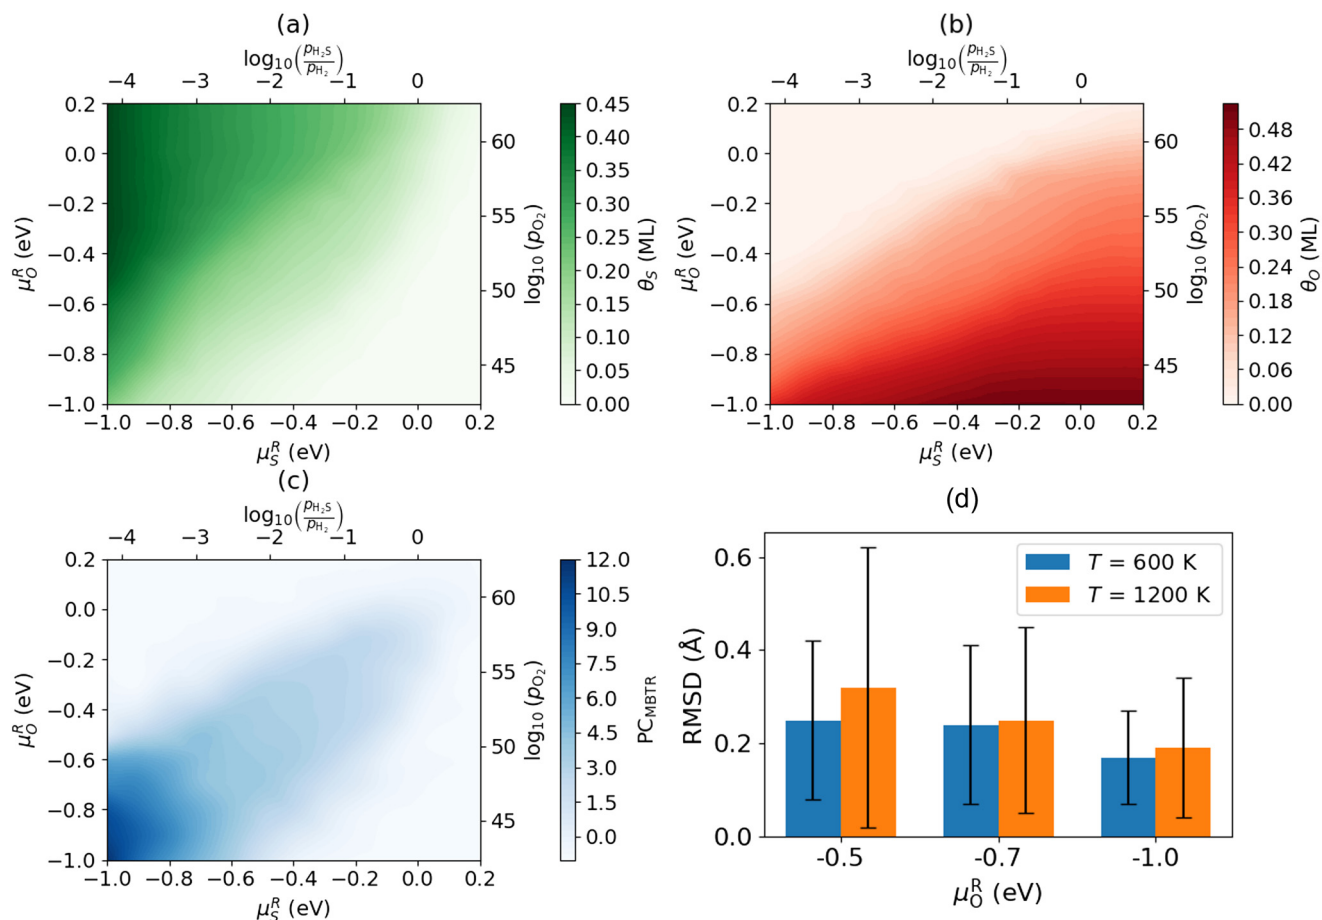 (a)
log₁₀(p_H₂S/p_H₂)
−4 −3 −2 −1 0
0.2
0.0
−0.2
−0.4
−0.6
−0.8
−1.0
μ_O^R (eV)
−1.0 −0.8 −0.6 −0.4 −0.2 0.0 0.2
μ_S^R (eV)
60
55
50
45
log₁₀ (p_O₂)
0.45
0.40
0.35
0.30
0.25
0.20
0.15
0.10
0.05
0.00
θ_S (ML)
(b)
log₁₀(p_H₂S/p_H₂)
−4 −3 −2 −1 0
0.2
0.0
−0.2
−0.4
−0.6
−0.8
−1.0
μ_O^R (eV)
−1.0 −0.8 −0.6 −0.4 −0.2 0.0 0.2
μ_S^R (eV)
60
55
50
45
log₁₀ (p_O₂)
0.48
0.42
0.36
0.30
0.24
0.18
0.12
0.06
0.00
θ_O (ML)
(c)
log₁₀(p_H₂S/p_H₂)
−4 −3 −2 −1 0
0.2
0.0
−0.2
−0.4
−0.6
−0.8
−1.0
μ_O^R (eV)
−1.0 −0.8 −0.6 −0.4 −0.2 0.0 0.2
μ_S^R (eV)
60
55
50
45
log₁₀ (p_O₂)
12.0
10.5
9.0
7.5
6.0
4.5
3.0
1.5
0.0
PC_MBTR
(d)
0.6
0.4
0.2
0.0
RMSD (Å)
T = 600 K
T = 1200 K
-0.5 -0.7 -1.0
μ_O^R (eV)